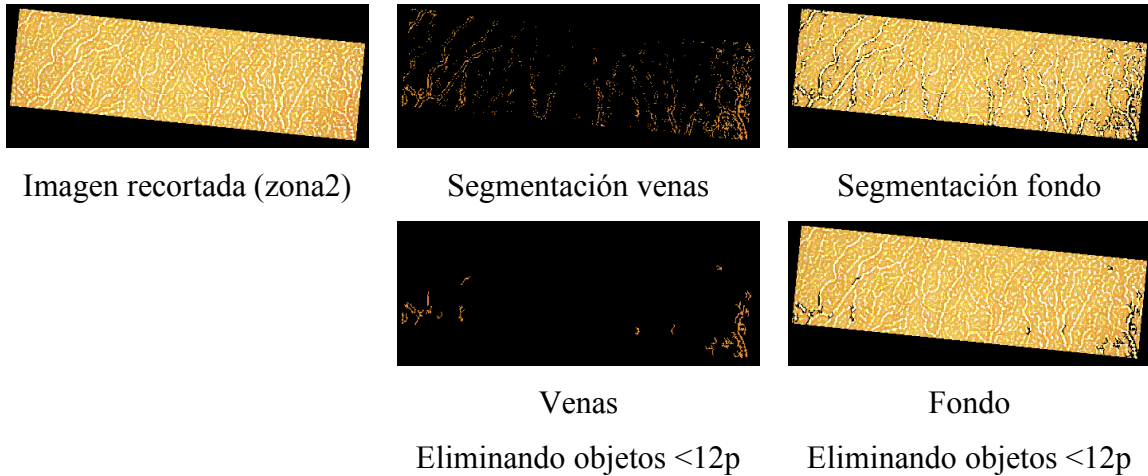 Imagen recortada (zona2)
Segmentación venas
Segmentación fondo
Venas
Eliminando objetos <12p
Fondo
Eliminando objetos <12p